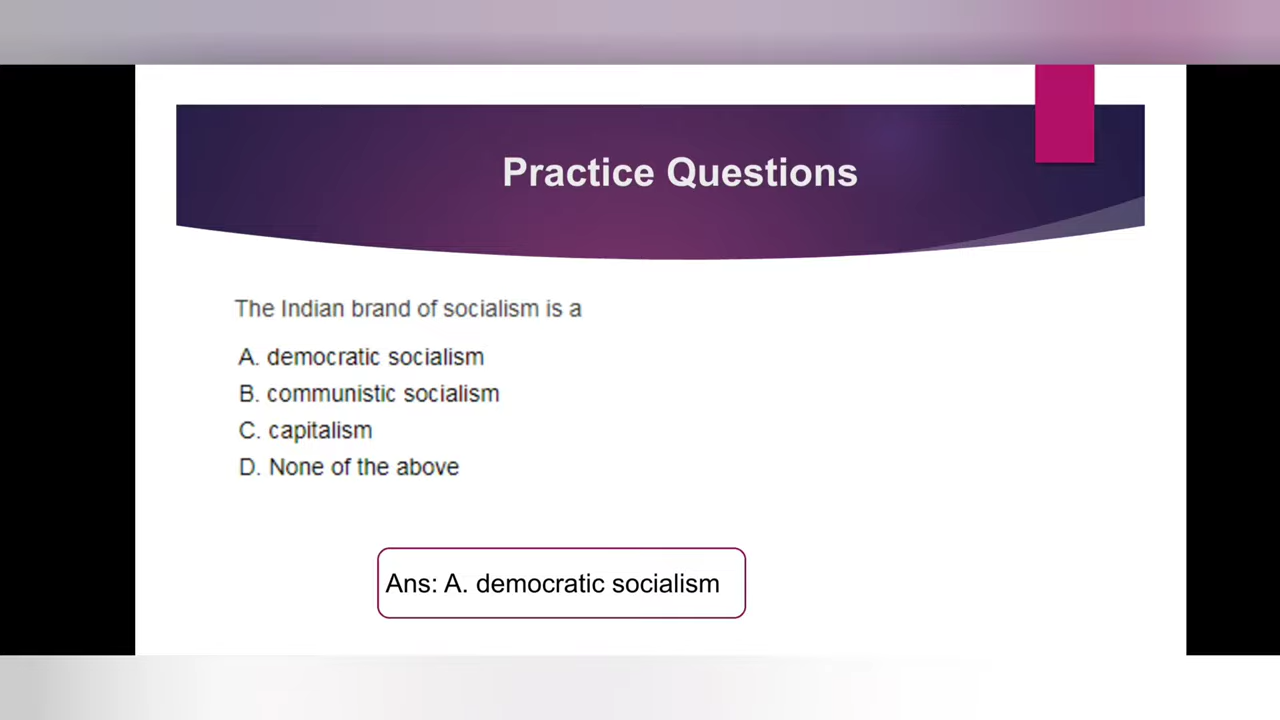 Practice Questions
The Indian brand of socialism is a
A. democratic socialism
B. communistic socialism
C. capitalism
D. None of the above
Ans: A. democratic socialism